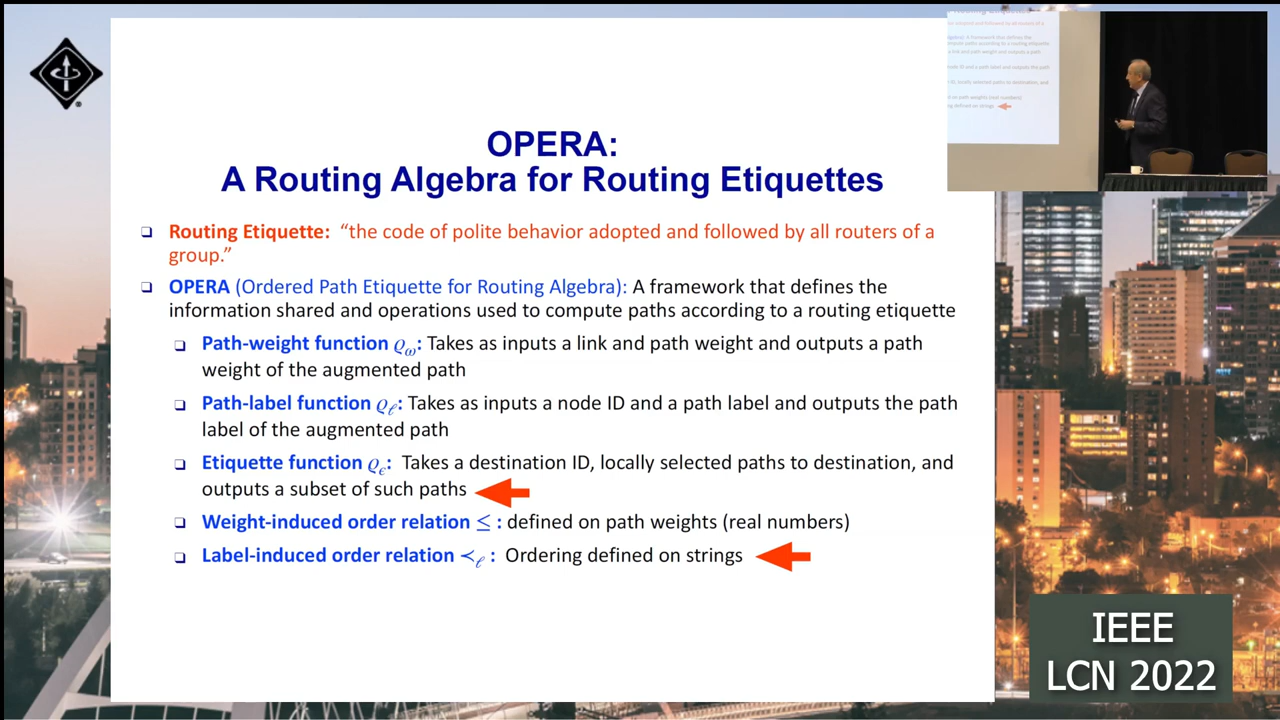 OPERA:
A Routing Algebra for Routing Etiquettes
❑ Routing Etiquette: “the code of polite behavior adopted and followed by all routers of a
group.”
❑ OPERA (Ordered Path Etiquette for Routing Algebra): A framework that defines the
information shared and operations used to compute paths according to a routing etiquette
❑ Path-weight function ϱ_ω: Takes as inputs a link and path weight and outputs a path
weight of the augmented path
❑ Path-label function ϱ_ℓ: Takes as inputs a node ID and a path label and outputs the path
label of the augmented path
❑ Etiquette function ϱ_ϵ: Takes a destination ID, locally selected paths to destination, and
outputs a subset of such paths
❑ Weight-induced order relation ≤ : defined on path weights (real numbers)
❑ Label-induced order relation ≺_ℓ : Ordering defined on strings
IEEE
LCN 2022